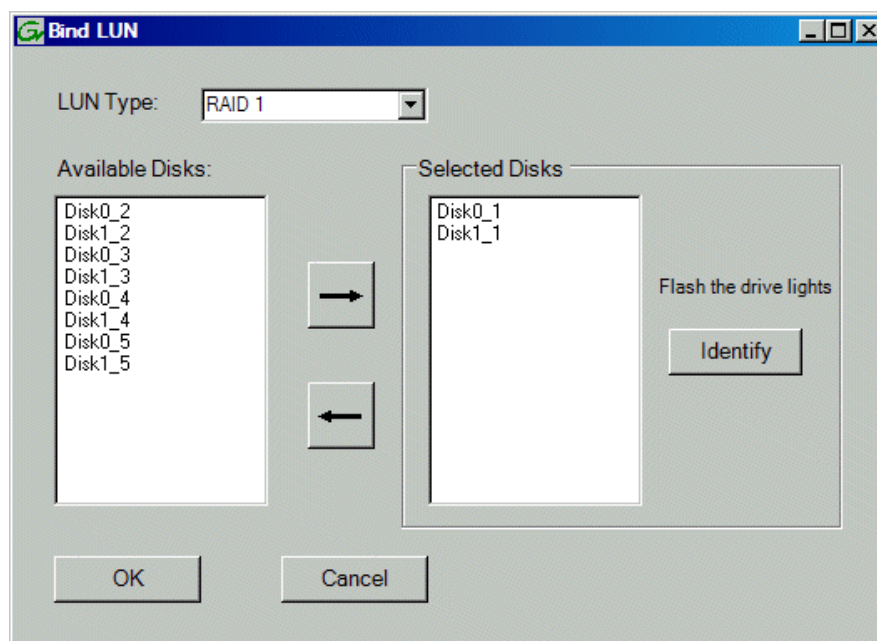 Bind LUN
LUN Type: RAID 1
Available Disks:
Disk0_2
Disk1_2
Disk0_3
Disk1_3
Disk0_4
Disk1_4
Disk0_5
Disk1_5
Selected Disks
Disk0_1
Disk1_1
Flash the drive lights
Identify
OK Cancel